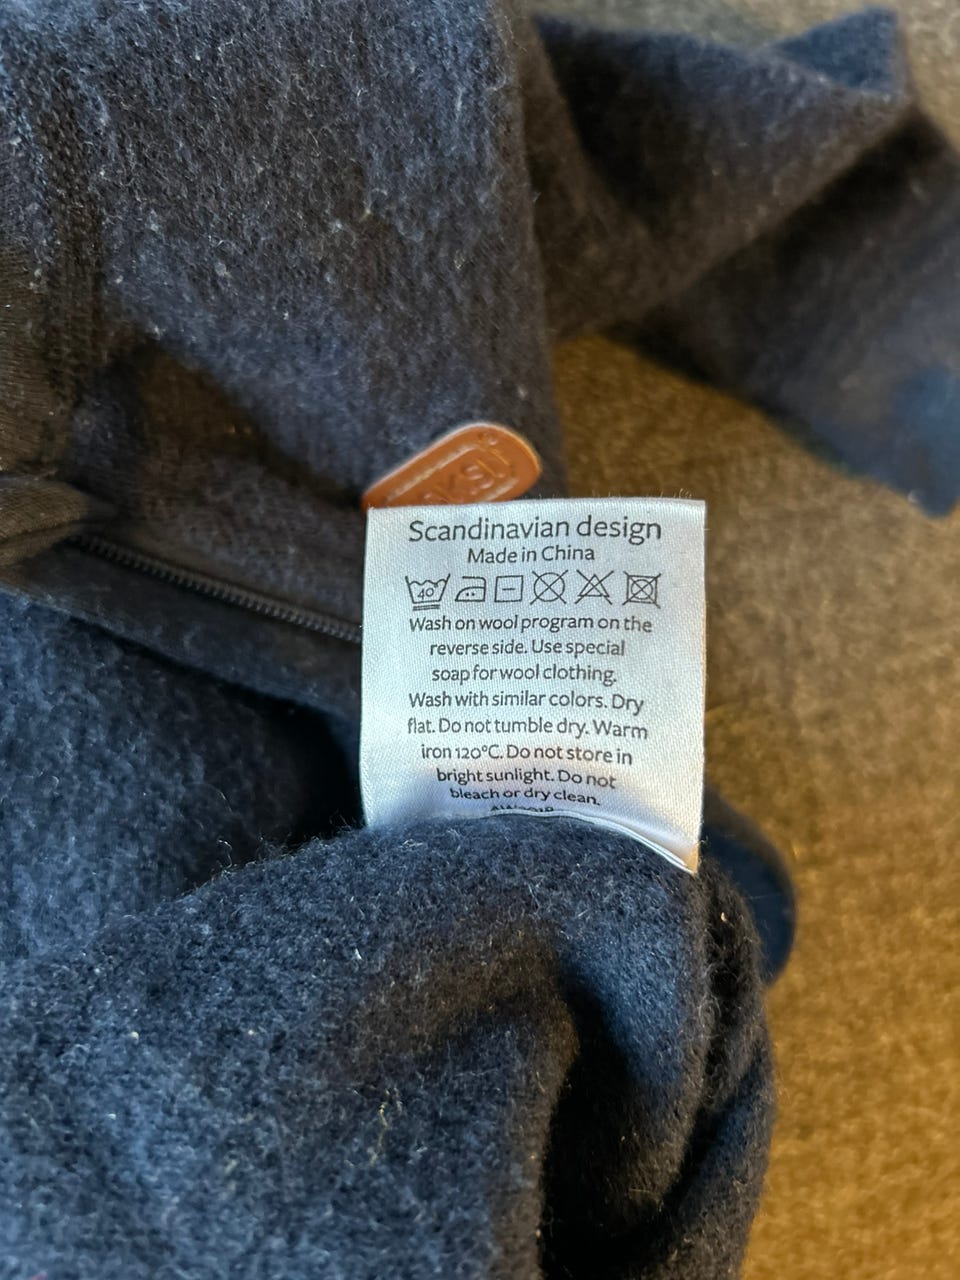 Scandinavian design
Made in China
40
Wash on wool program on the
reverse side. Use special
soap for wool clothing.
Wash with similar colors. Dry
flat. Do not tumble dry. Warm
iron 120°C. Do not store in
bright sunlight. Do not
bleach or dry clean.